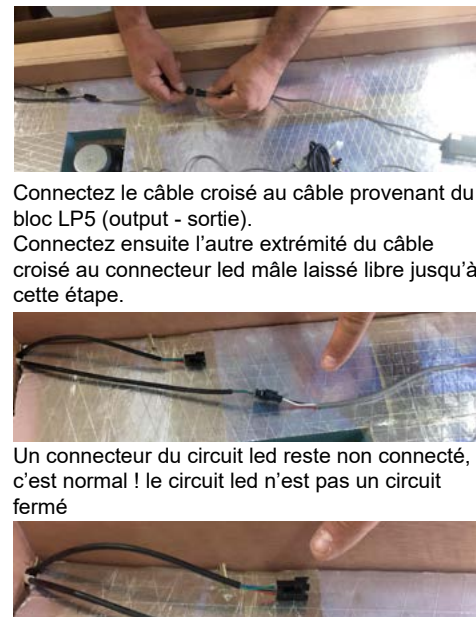 Connectez le câble croisé au câble provenant du
bloc LP5 (output - sortie).
Connectez ensuite l’autre extrémité du câble
croisé au connecteur led mâle laissé libre jusqu’à
cette étape.
Un connecteur du circuit led reste non connecté,
c’est normal ! le circuit led n’est pas un circuit
fermé